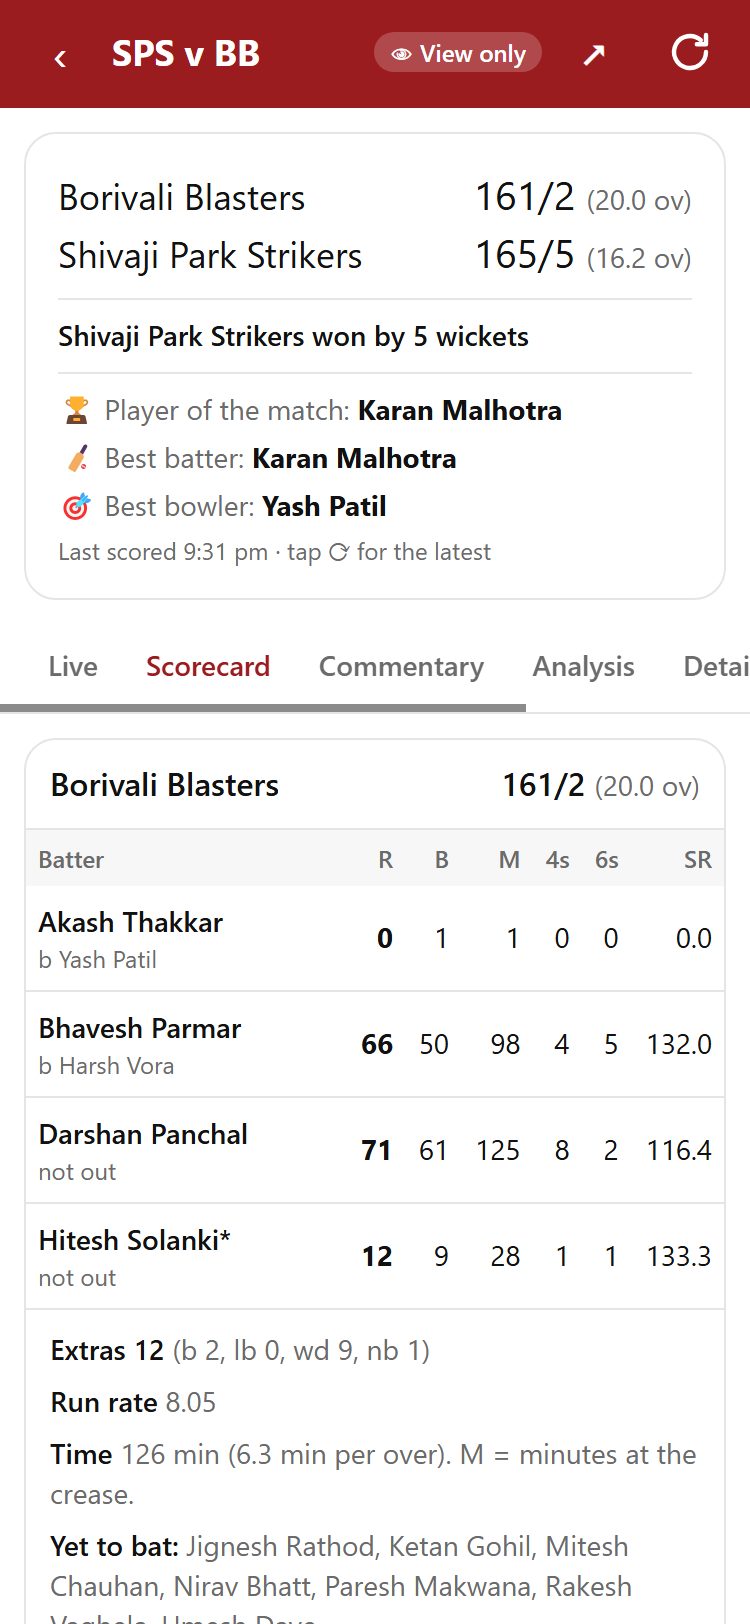 SPS v BB
View only
Borivali Blasters 161/2 (20.0 ov)
Shivaji Park Strikers 165/5 (16.2 ov)
Shivaji Park Strikers won by 5 wickets
Player of the match: Karan Malhotra
Best batter: Karan Malhotra
Best bowler: Yash Patil
Last scored 9:31 pm · tap ⟳ for the latest
Live Scorecard Commentary Analysis Detai
Borivali Blasters 161/2 (20.0 ov)
Batter R B M 4s 6s SR
Akash Thakkar 0 1 1 0 0 0.0
b Yash Patil
Bhavesh Parmar 66 50 98 4 5 132.0
b Harsh Vora
Darshan Panchal 71 61 125 8 2 116.4
not out
Hitesh Solanki* 12 9 28 1 1 133.3
not out
Extras 12 (b 2, lb 0, wd 9, nb 1)
Run rate 8.05
Time 126 min (6.3 min per over). M = minutes at the
crease.
Yet to bat: Jignesh Rathod, Ketan Gohil, Mitesh
Chauhan, Nirav Bhatt, Paresh Makwana, Rakesh